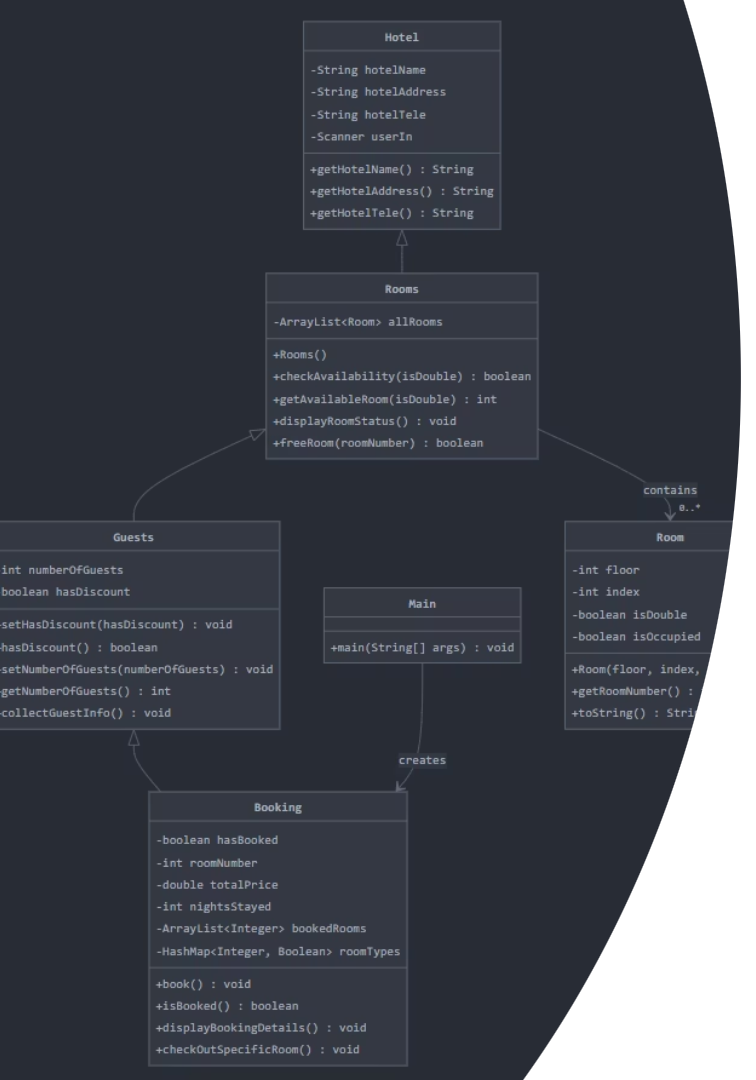 Hotel
-String hotelName
-String hotelAddress
-String hotelTele
-Scanner userIn
+getHotelName() : String
+getHotelAddress() : String
+getHotelTele() : String
Rooms
-ArrayList<Room> allRooms
+Rooms()
+checkAvailability(isDouble) : boolean
+getAvailableRoom(isDouble) : int
+displayRoomStatus() : void
+freeRoom(roomNumber) : boolean
contains
0..*
Guests
int numberOfGuests
boolean hasDiscount
setHasDiscount(hasDiscount) : void
hasDiscount() : boolean
setNumberOfGuests(numberOfGuests) : void
getNumberOfGuests() : int
collectGuestInfo() : void
Main
+main(String[] args) : void
Room
-int floor
-int index
-boolean isDouble
-boolean isOccupied
+Room(floor, index,
+getRoomNumber() :
+toString() :
creates
Booking
-boolean hasBooked
-int roomNumber
-double totalPrice
-int nightsStayed
-ArrayList<Integer> bookedRooms
-HashMap<Integer, Boolean> roomTypes
+book() : void
+isBooked() : boolean
+displayBookingDetails() : void
+checkOutSpecificRoom() : void